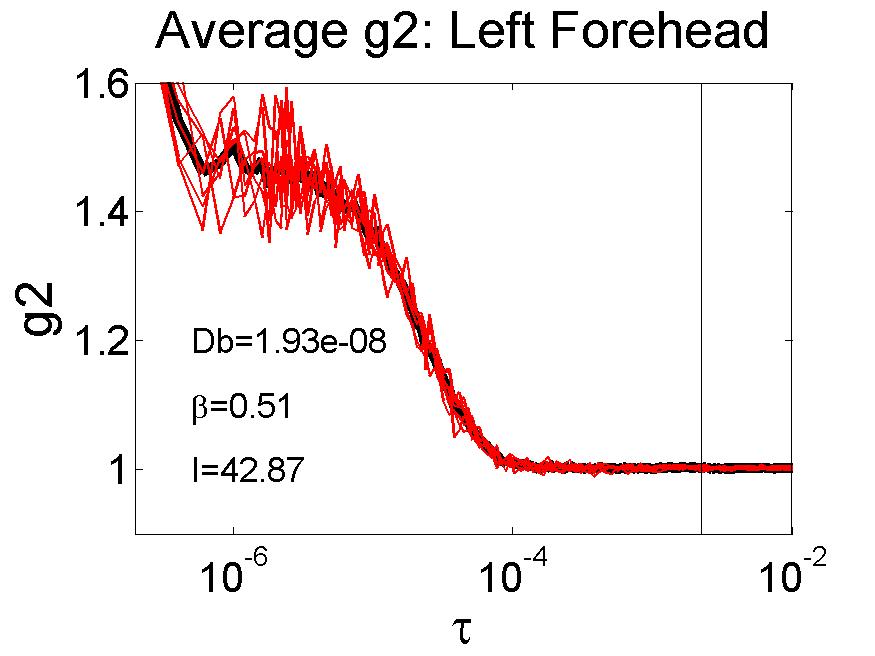 Average g2: Left Forehead
1.6
1.4
1.2
1
g2
Db=1.93e-08
β=0.51
I=42.87
10^-6
10^-4
10^-2
τ